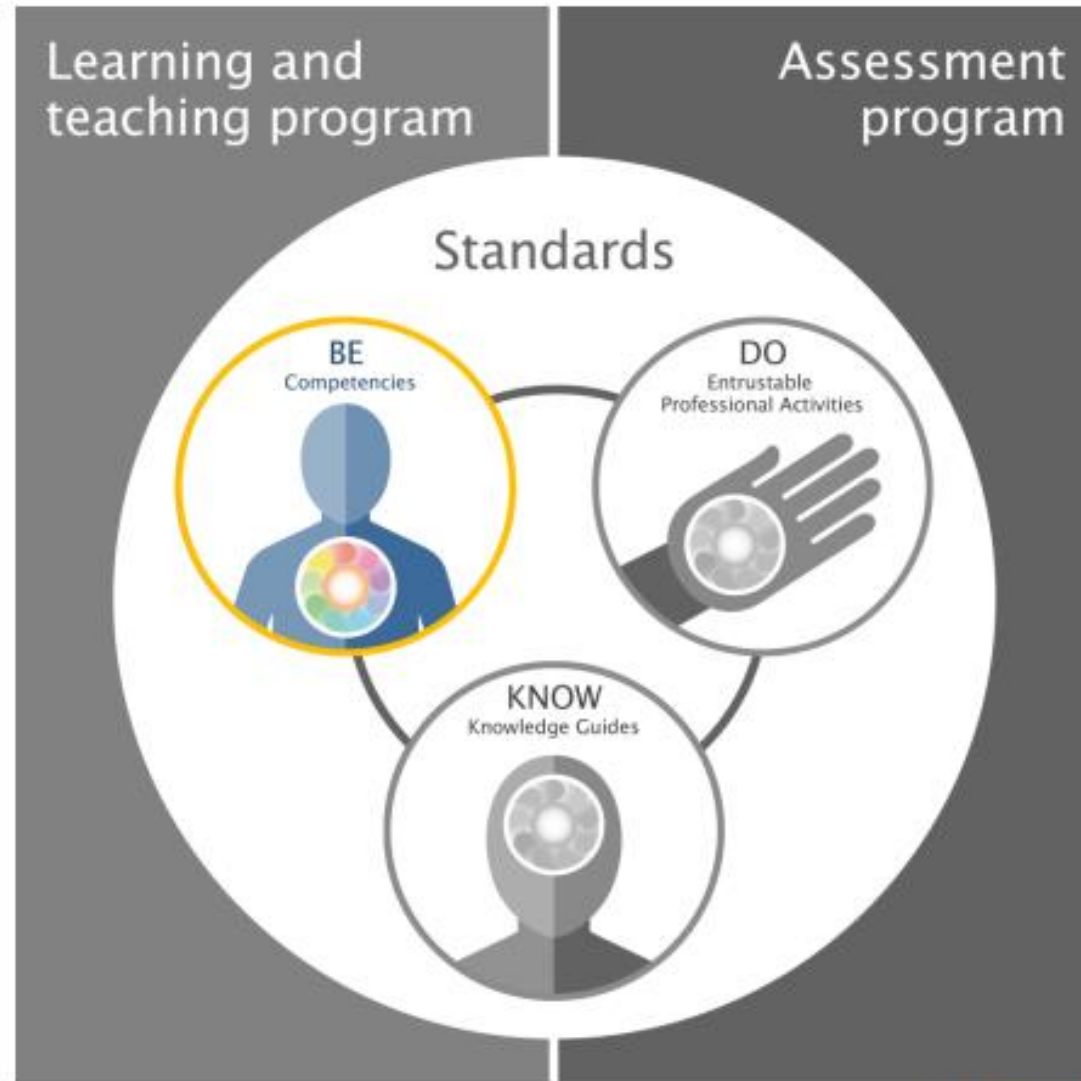 Learning and
teaching program
Assessment
program
Standards
BE
Competencies
DO
Entrustable
Professional Activities
KNOW
Knowledge Guides